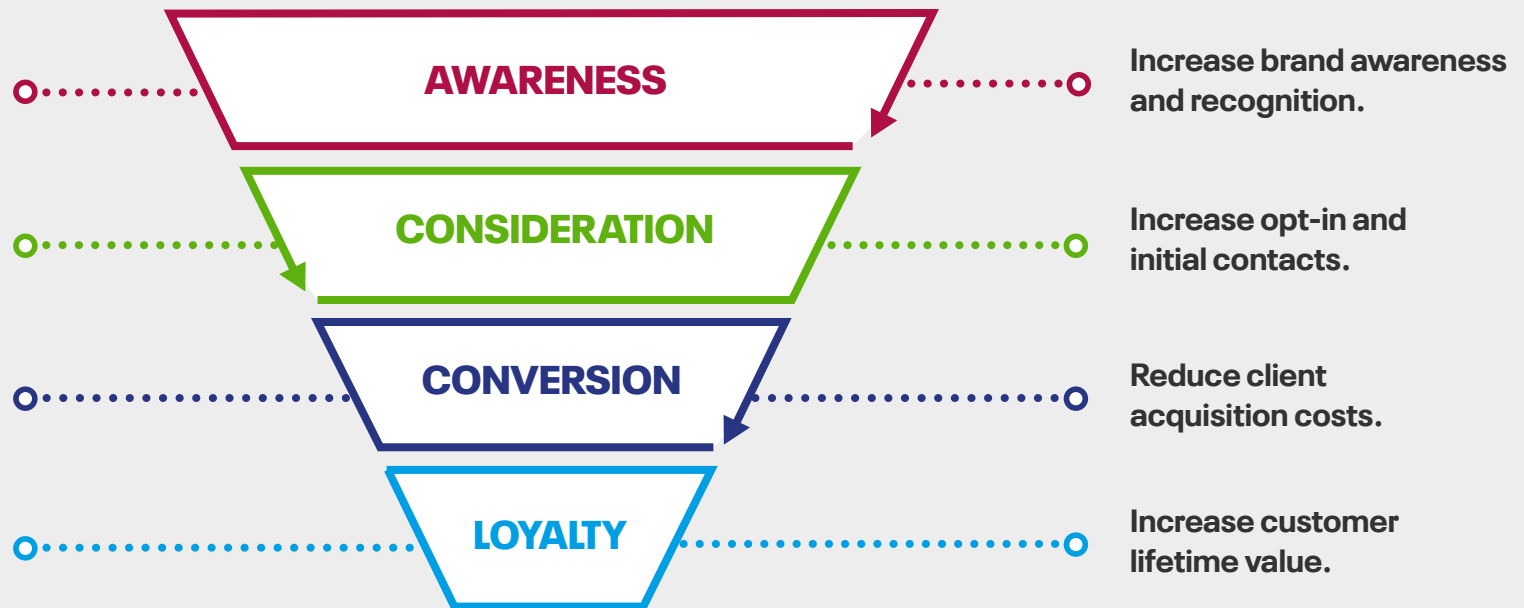 AWARENESS
Increase brand awareness
and recognition.
CONSIDERATION
Increase opt-in and
initial contacts.
CONVERSION
Reduce client
acquisition costs.
LOYALTY
Increase customer
lifetime value.